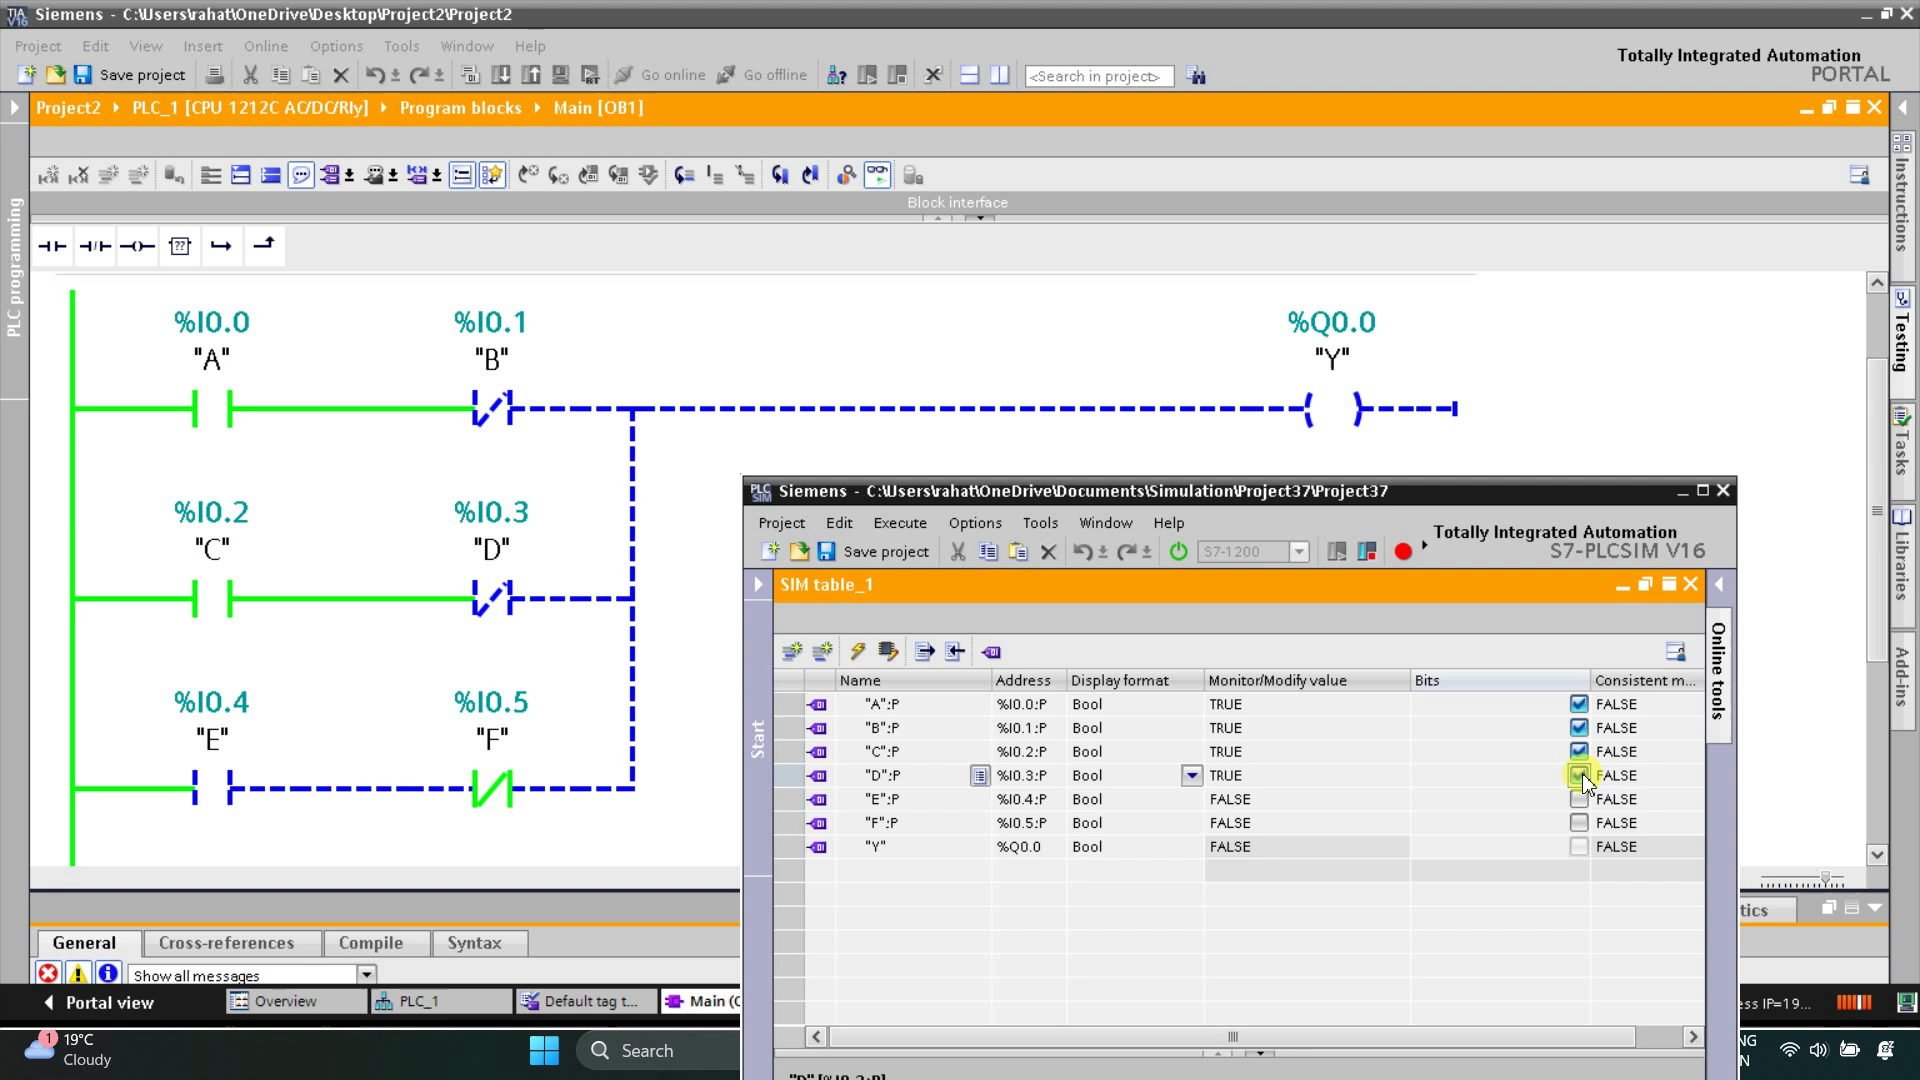 Siemens - C:\Users\rahat\OneDrive\Desktop\Project2\Project2
Project Edit View Insert Online Options Tools Window Help
Totally Integrated Automation
PORTAL
Save project
Go online
Go offline
<Search in project>
Project2 PLC_1 [CPU 1212C AC/DC/Rly] Program blocks Main [OB1]
Block interface
PLC programming
Instructions
Testing
Tasks
Libraries
Add-ins
%I0.0
"A"
%I0.1
"B"
%Q0.0
"Y"
%I0.2
"C"
%I0.3
"D"
%I0.4
"E"
%I0.5
"F"
PLC SIM
Siemens - C:\Users\rahat\OneDrive\Documents\Simulation\Project37\Project37
Project Edit Execute Options Tools Window Help
Totally Integrated Automation
S7-PLCSIM V16
Save project
S7-1200
SIM table_1
Start
Online tools
Name Address Display format Monitor/Modify value Bits Consistent m...
"A":P %I0.0:P Bool TRUE FALSE
"B":P %I0.1:P Bool TRUE FALSE
"C":P %I0.2:P Bool TRUE FALSE
"D":P %I0.3:P Bool TRUE FALSE
"E":P %I0.4:P Bool FALSE FALSE
"F":P %I0.5:P Bool FALSE FALSE
"Y" %Q0.0 Bool FALSE FALSE
General Cross-references Compile Syntax
Show all messages
Portal view
Overview
PLC_1
Default tag t...
Main (O
1
19°C
Cloudy
Search